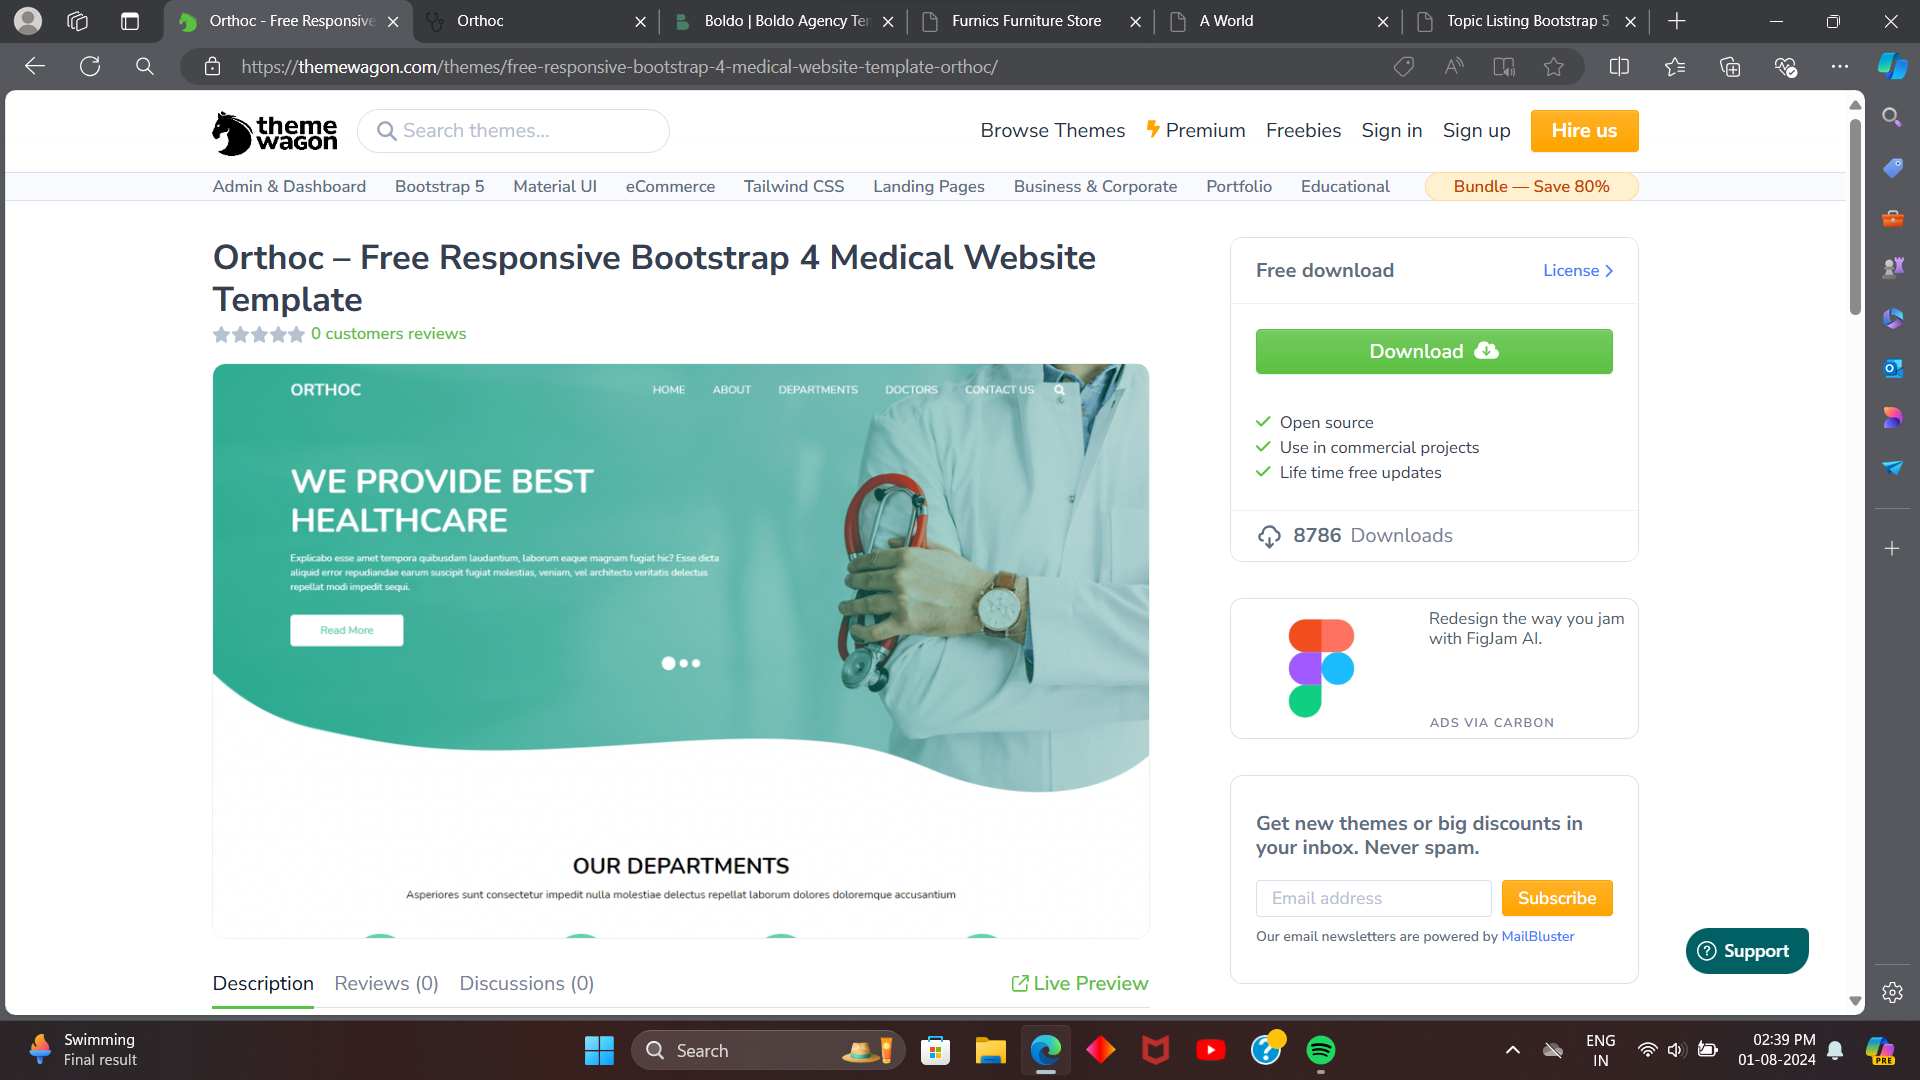 Orthoc - Free Responsive
Orthoc
Boldo | Boldo Agency Ter
Furnics Furniture Store
A World
Topic Listing Bootstrap 5
https://themewagon.com/themes/free-responsive-bootstrap-4-medical-website-template-orthoc/
theme
wagon
Search themes...
Browse Themes
Premium
Freebies
Sign in
Sign up
Hire us
Admin & Dashboard
Bootstrap 5
Material UI
eCommerce
Tailwind CSS
Landing Pages
Business & Corporate
Portfolio
Educational
Bundle — Save 80%
Orthoc – Free Responsive Bootstrap 4 Medical Website
Template
0 customers reviews
ORTHOC
HOME
ABOUT
DEPARTMENTS
DOCTORS
CONTACT US
WE PROVIDE BEST
HEALTHCARE
Explicabo esse amet tempora quibusdam laudantium, laborum eaque magnam fugiat hic? Esse dicta
aliquid error repudiandae earum suscipit fugiat molestias, veniam, vel architecto veritatis delectus
repellat modi impedit sequi.
Read More
OUR DEPARTMENTS
Asperiores sunt consectetur impedit nulla molestiae delectus repellat laborum dolores doloremque accusantium
Description
Reviews (0)
Discussions (0)
Live Preview
Free download
License
Download
Open source
Use in commercial projects
Life time free updates
8786 Downloads
Redesign the way you jam
with FigJam AI.
ADS VIA CARBON
Get new themes or big discounts in
your inbox. Never spam.
Email address
Subscribe
Our email newsletters are powered by MailBluster
Support
Swimming
Final result
Search
ENG
IN
02:39 PM
01-08-2024
PRE